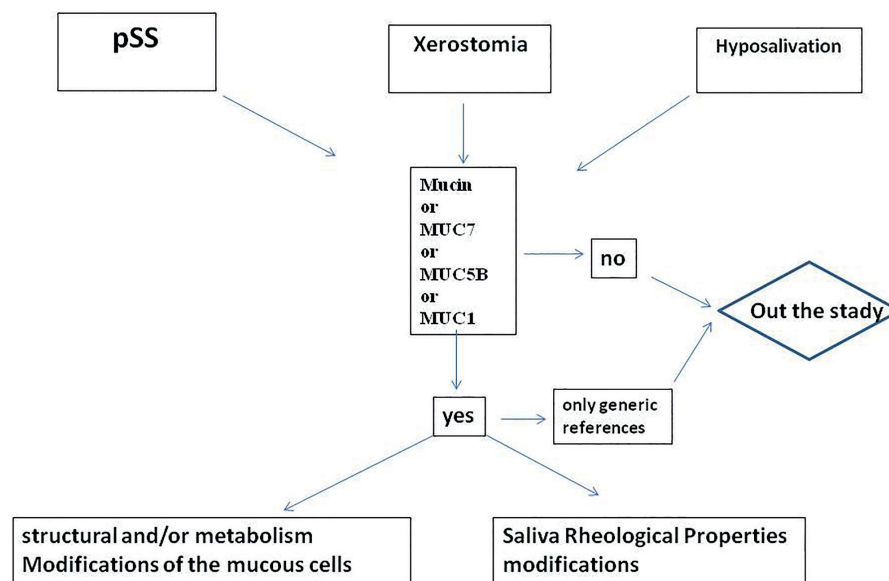 pSS
Xerostomia
Hyposalivation
Mucin
or
MUC7
or
MUC5B
or
MUC1
no
Out the stady
yes
only generic
references
structural and/or metabolism
Modifications of the mucous cells
Saliva Rheological Properties
modifications